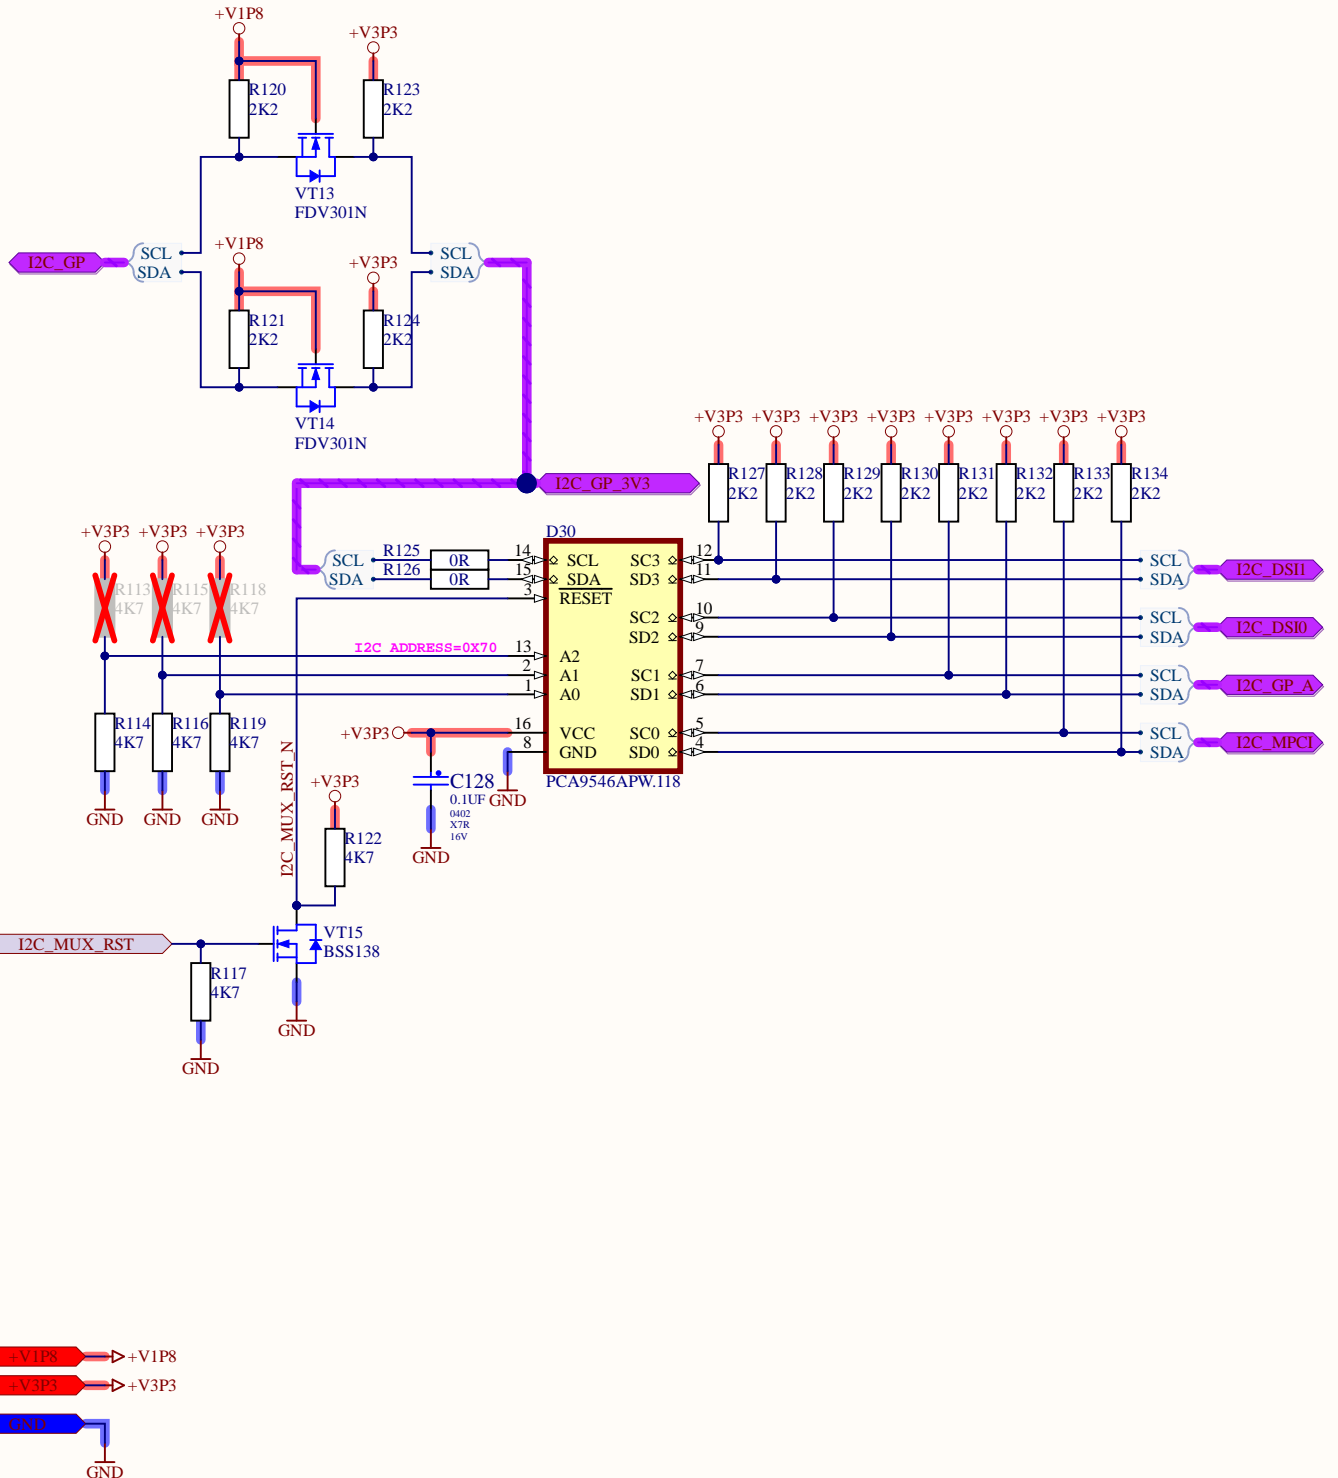 +V1P8
+V3P3
R120
2K2
R123
2K2
VT13
FDV301N
I2C_GP
SCL
SDA
+V1P8
+V3P3
SCL
SDA
R121
2K2
R124
2K2
VT14
FDV301N
+V3P3 +V3P3 +V3P3 +V3P3 +V3P3 +V3P3 +V3P3 +V3P3
R127 R128 R129 R130 R131 R132 R133 R134
2K2 2K2 2K2 2K2 2K2 2K2 2K2 2K2
I2C_GP_3V3
+V3P3 +V3P3 +V3P3
R113 R115 R118
4K7 4K7 4K7
D30
SCL R125 0R 14 SCL SC3 12 SCL
SDA R126 0R 15 SDA SD3 11 SDA
I2C_DSI1
3 RESET
SC2 10 SCL
SD2 9 SDA
I2C_DSI0
I2C ADDRESS=0X70
13 A2
2 A1 SC1 7 SCL
1 A0 SD1 6 SDA
I2C_GP_A
R114 R116 R119
4K7 4K7 4K7
+V3P3 16 VCC SC0 5 SCL
8 GND SD0 4 SDA
I2C_MPCI
PCA9546APW.118
GND
C128
0.1UF
0402
X7R
16V
GND
GND GND GND
I2C_MUX_RST_N
+V3P3
R122
4K7
I2C_MUX_RST
VT15
BSS138
R117
4K7
GND
GND
+V1P8 +V1P8
+V3P3 +V3P3
GND
GND